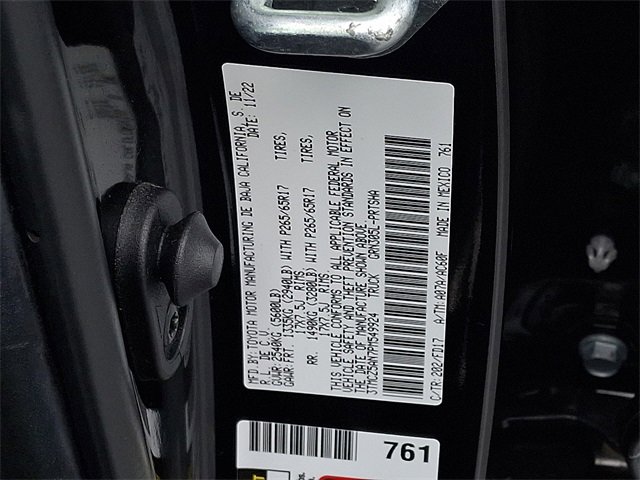 MFD.BY:TOYOTA MOTOR MANUFACTURING DE BAJA CALIFORNIA, S. DE
R.L. DE C.V. DATE: 11/22
GVWR:2540KG (5600LB)
GAWR:FRT. 1335KG (2940LB) WITH P265/65R17 TIRES,
17X7.5J RIMS
RR. 1490KG (3280LB) WITH P265/65R17 TIRES,
17X7.5J RIMS
THIS VEHICLE CONFORMS TO ALL APPLICABLE FEDERAL MOTOR
VEHICLE SAFETY AND THEFT PREVENTION STANDARDS IN EFFECT ON
THE DATE OF MANUFACTURE SHOWN ABOVE.
3TMCZ5AN7PM549924 TRUCK GRN305L-PRTSHA
C/TR:202/FD17 A/TM:A07A/AC60F MADE IN MEXICO 761
761